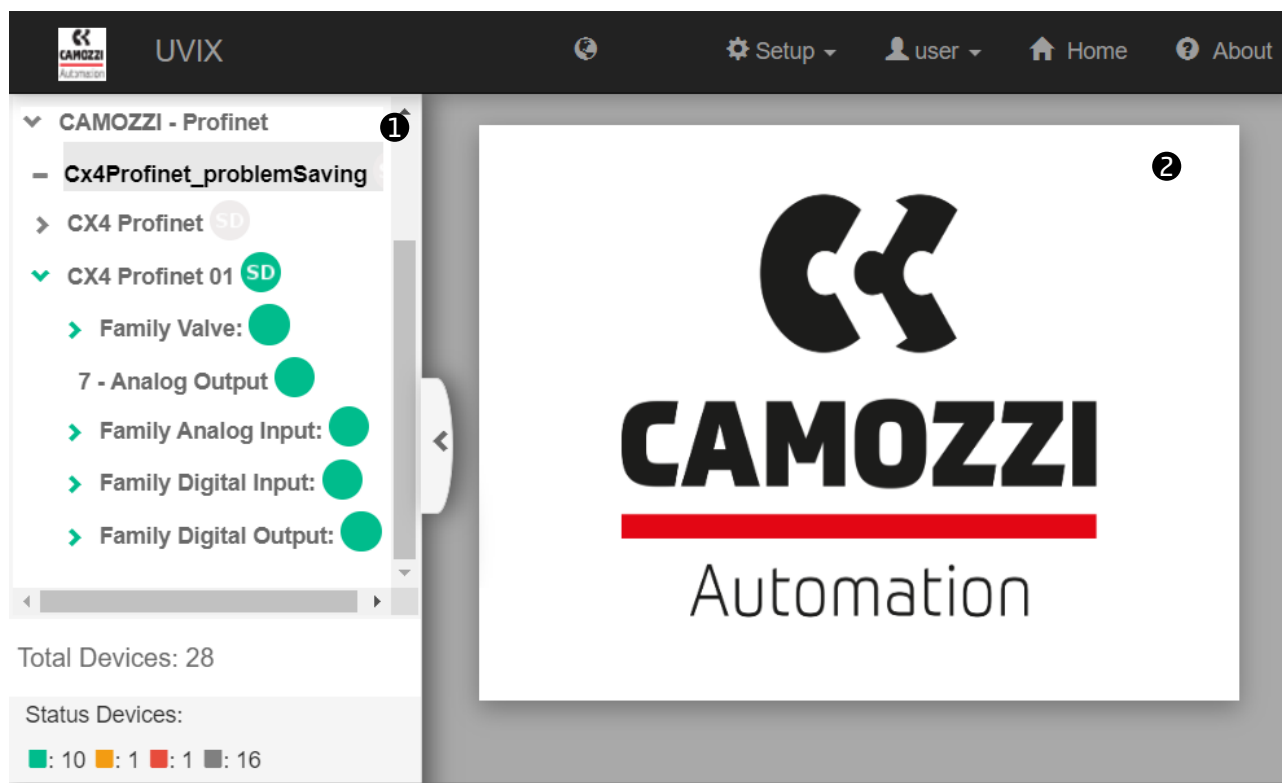 CAMOZZI
Automation
UVIX
Setup
user
Home
About
CAMOZZI - Profinet
❶
Cx4Profinet_problemSaving
CX4 Profinet SD
CX4 Profinet 01 SD
Family Valve:
7 - Analog Output
Family Analog Input:
Family Digital Input:
Family Digital Output:
Total Devices: 28
Status Devices:
: 10 : 1 : 1 : 16
❷
CAMOZZI
Automation